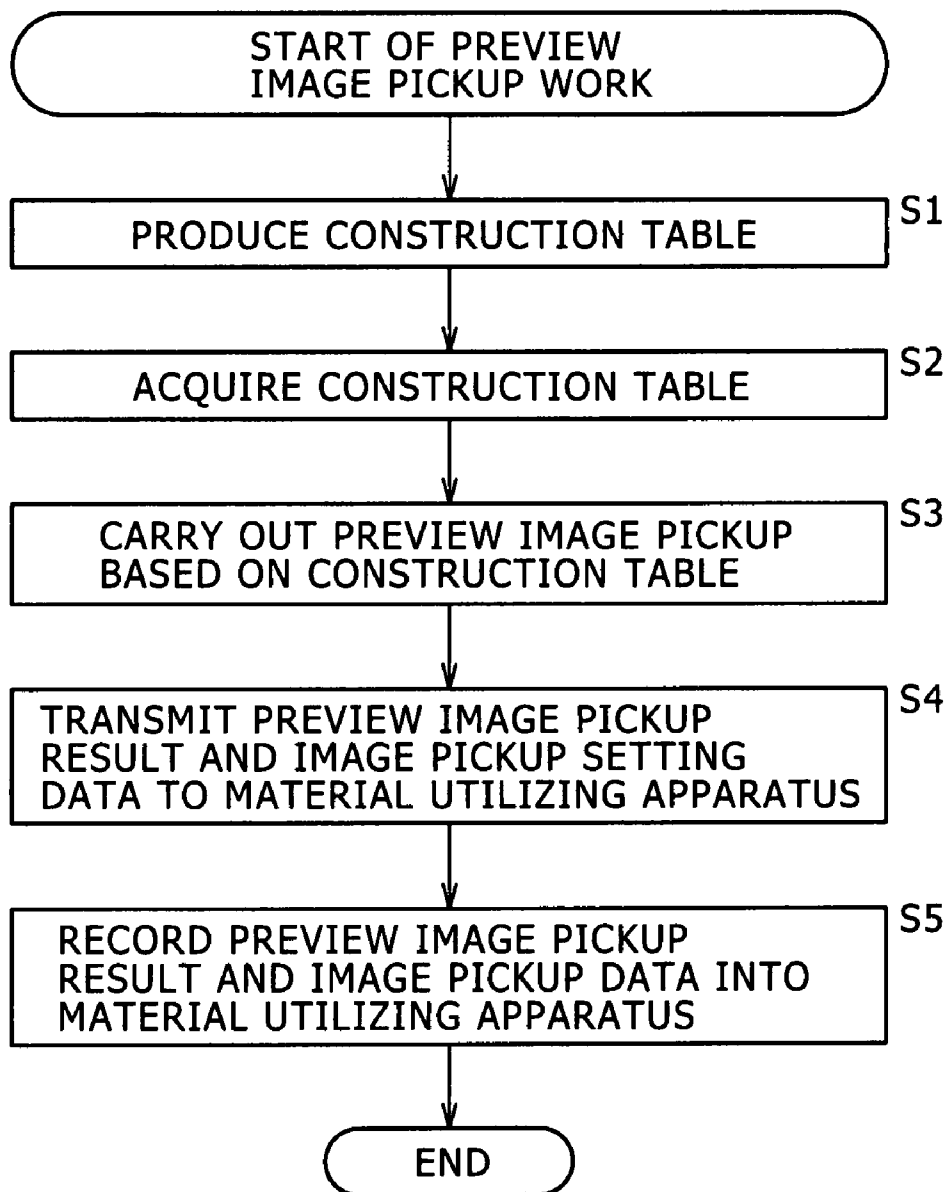 START OF PREVIEW
IMAGE PICKUP WORK
S1
PRODUCE CONSTRUCTION TABLE
S2
ACQUIRE CONSTRUCTION TABLE
S3
CARRY OUT PREVIEW IMAGE PICKUP
BASED ON CONSTRUCTION TABLE
S4
TRANSMIT PREVIEW IMAGE PICKUP
RESULT AND IMAGE PICKUP SETTING
DATA TO MATERIAL UTILIZING APPARATUS
S5
RECORD PREVIEW IMAGE PICKUP
RESULT AND IMAGE PICKUP DATA INTO
MATERIAL UTILIZING APPARATUS
END